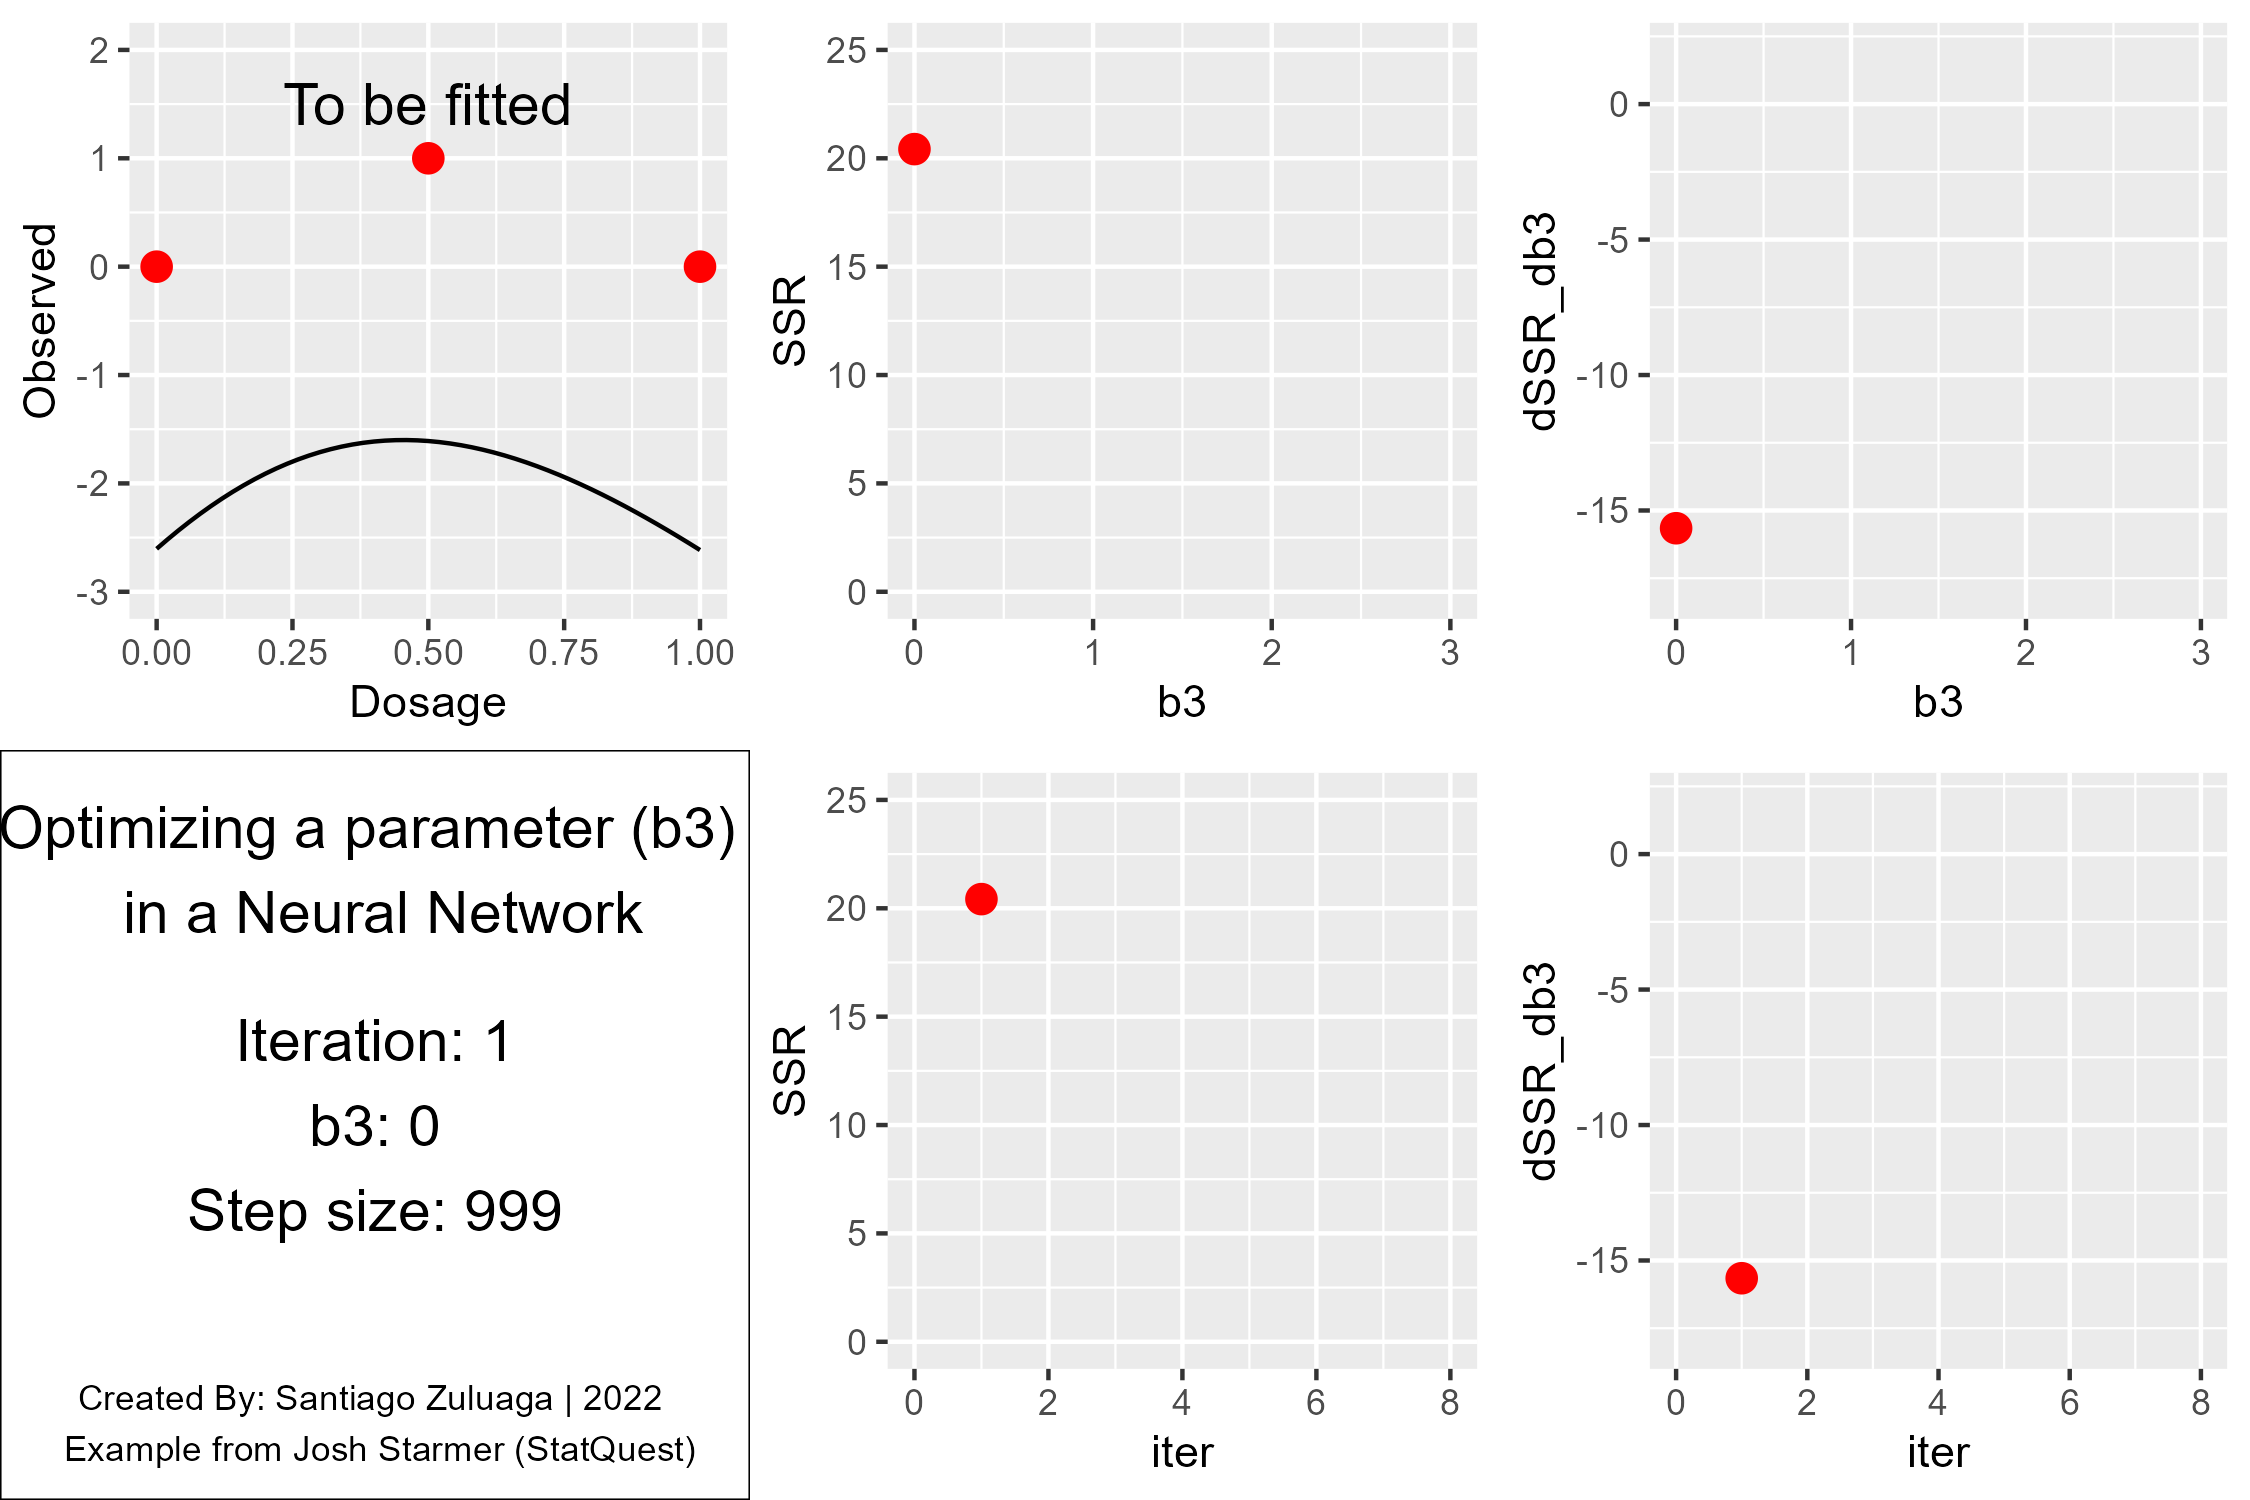 To be fitted
2
1
0
-1
-2
-3
Observed
0.00 0.25 0.50 0.75 1.00
Dosage
25
20
15
10
5
0
SSR
0 1 2 3
b3
0
-5
-10
-15
dSSR_db3
0 1 2 3
b3
Optimizing a parameter (b3)
in a Neural Network
Iteration: 1
b3: 0
Step size: 999
Created By: Santiago Zuluaga | 2022
Example from Josh Starmer (StatQuest)
25
20
15
10
5
0
SSR
0 2 4 6 8
iter
0
-5
-10
-15
dSSR_db3
0 2 4 6 8
iter